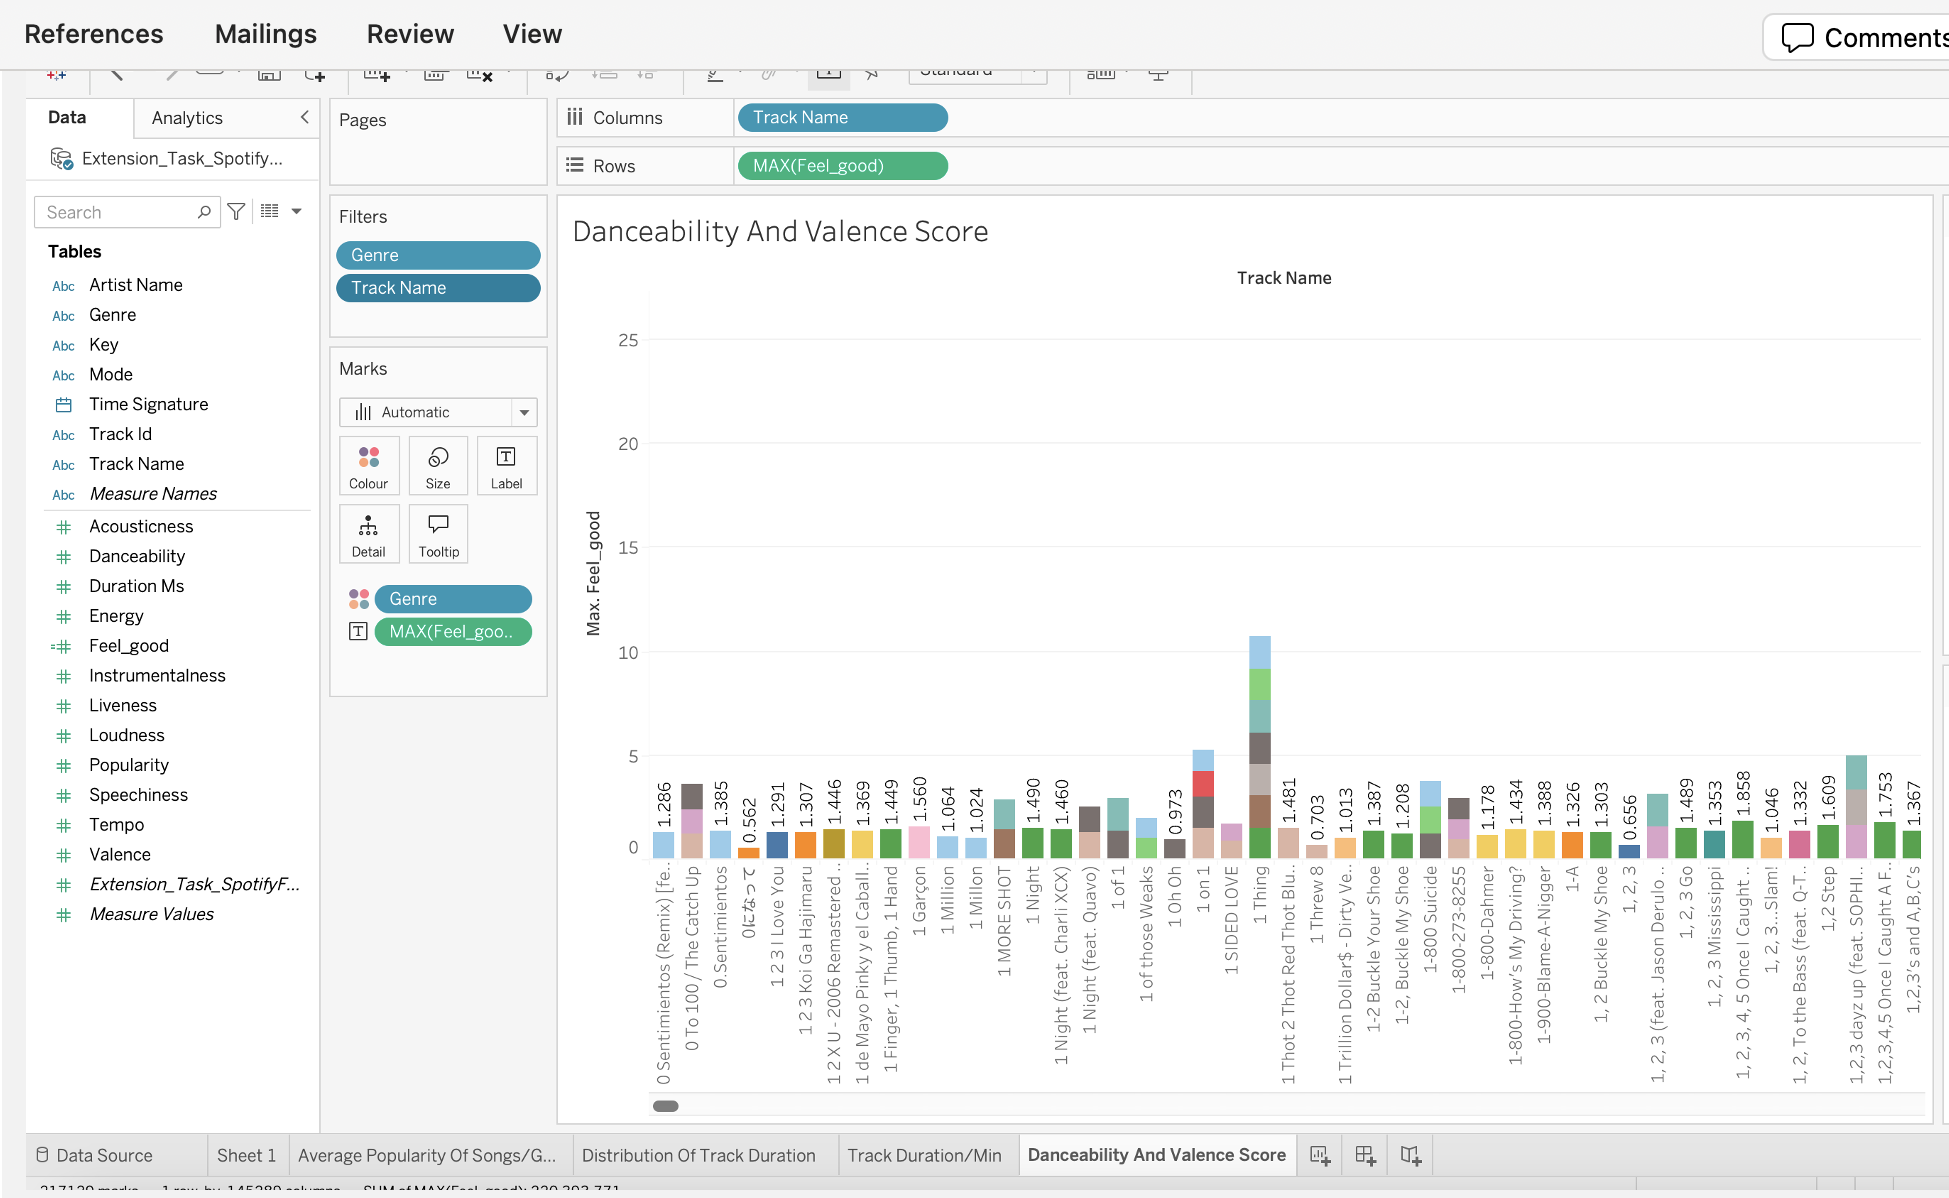 References Mailings Review View Comments
Standard
Data Analytics
Extension_Task_Spotify...
Search
Tables
Abc Artist Name
Abc Genre
Abc Key
Abc Mode
Time Signature
Abc Track Id
Abc Track Name
Abc Measure Names
Acousticness
Danceability
Duration Ms
Energy
Feel_good
Instrumentalness
Liveness
Loudness
Popularity
Speechiness
Tempo
Valence
Extension_Task_SpotifyF...
Measure Values
Pages
Filters
Genre
Track Name
Marks
Automatic
Colour Size Label
Detail Tooltip
Genre
MAX(Feel_goo..
Columns Track Name
Rows MAX(Feel_good)
Danceability And Valence Score
Track Name
Max. Feel_good
25
20
15
10
5
0
1.286
1.385
0.562
1.291
1.307
1.446
1.369
1.449
1.560
1.064
1.024
1.490
1.460
0.973
1.481
0.703
1.013
1.387
1.208
1.178
1.434
1.388
1.326
1.303
0.656
1.489
1.353
1.858
1.046
1.332
1.609
1.753
1.367
0 Sentimientos (Remix) [fe..
0 To 100 / The Catch Up
0.Sentimientos
0になって
1 2 3 I Love You
1 2 3 Koi Ga Hajimaru
1 2 X U - 2006 Remastered ..
1 de Mayo Pinky y el Caball..
1 Finger, 1 Thumb, 1 Hand
1 Garçon
1 Million
1 Millon
1 MORE SHOT
1 Night
1 Night (feat. Charli XCX)
1 Night (feat. Quavo)
1 of 1
1 of those Weaks
1 Oh Oh
1 on 1
1 SIDED LOVE
1 Thing
1 Thot 2 Thot Red Thot Blu..
1 Threw 8
1 Trillion Dollar$ - Dirty Ve..
1-2 Buckle Your Shoe
1-2, Buckle My Shoe
1-800 Suicide
1-800-273-8255
1-800-Dahmer
1-800-How's My Driving?
1-900-Blame-A-Nigger
1-A
1, 2 Buckle My Shoe
1, 2, 3
1, 2, 3 (feat. Jason Derulo ..
1, 2, 3 Go
1, 2, 3 Mississippi
1, 2, 3, 4, 5 Once I Caught ..
1, 2, 3...Slam!
1, 2, To the Bass (feat. Q-T..
1,2 Step
1,2,3 dayz up (feat. SOPHI..
1,2,3,4,5 Once I Caught A F..
1,2,3's and A,B,C's
Data Source Sheet 1 Average Popularity Of Songs/G... Distribution Of Track Duration Track Duration/Min Danceability And Valence Score